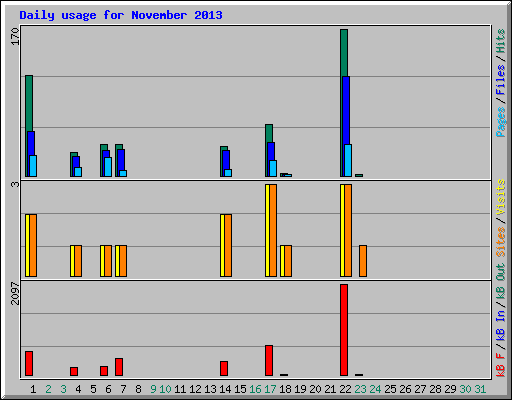 Daily usage for November 2013
170
Pages / Files / Hits
3
Sites / Visits
2097
kB F / kB In / kB Out
1 2 3 4 5 6 7 8 9 10 11 12 13 14 15 16 17 18 19 20 21 22 23 24 25 26 27 28 29 30 31